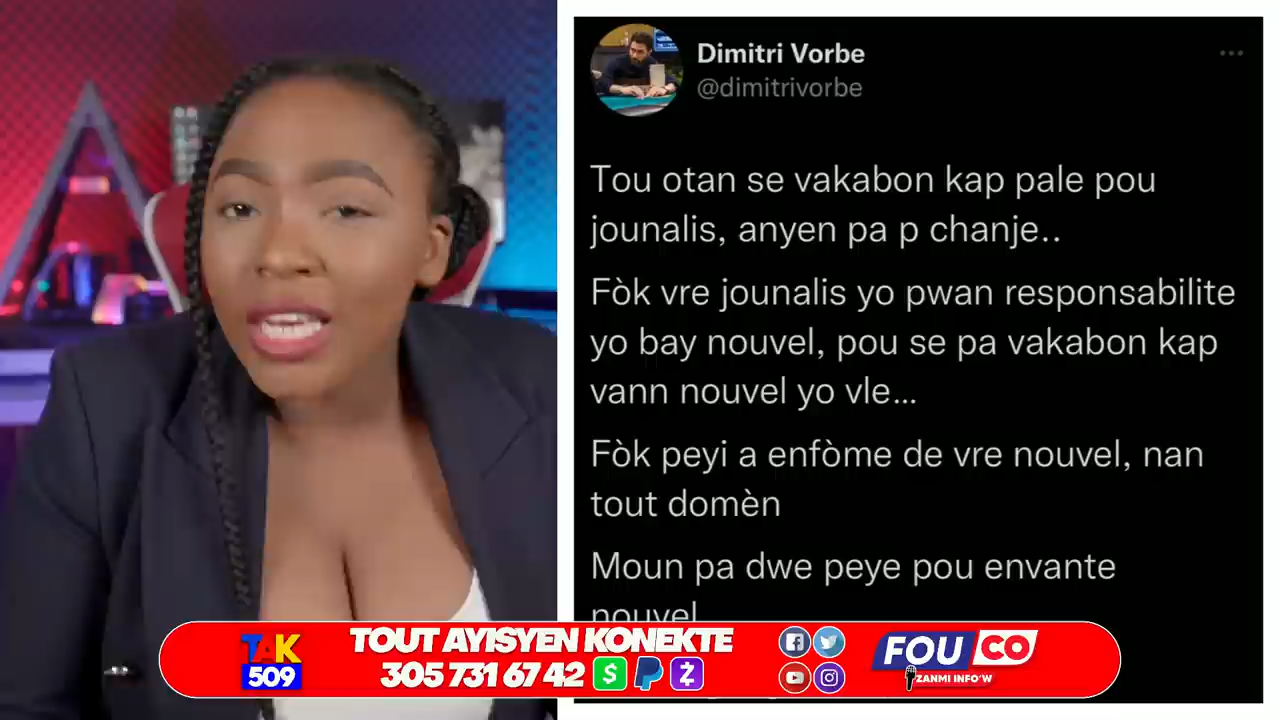 Dimitri Vorbe
@dimitrivorbe
Tou otan se vakabon kap pale pou
jounalis, anyen pa p chanje..
Fòk vre jounalis yo pwan responsabilite
yo bay nouvel, pou se pa vakabon kap
vann nouvel yo vle...
Fòk peyi a enfòme de vre nouvel, nan
tout domèn
Moun pa dwe peye pou envante
nouvel
TAK
509
TOUT AYISYEN KONEKTE
305 731 67 42
FOU CO
ZANMI INFO'W